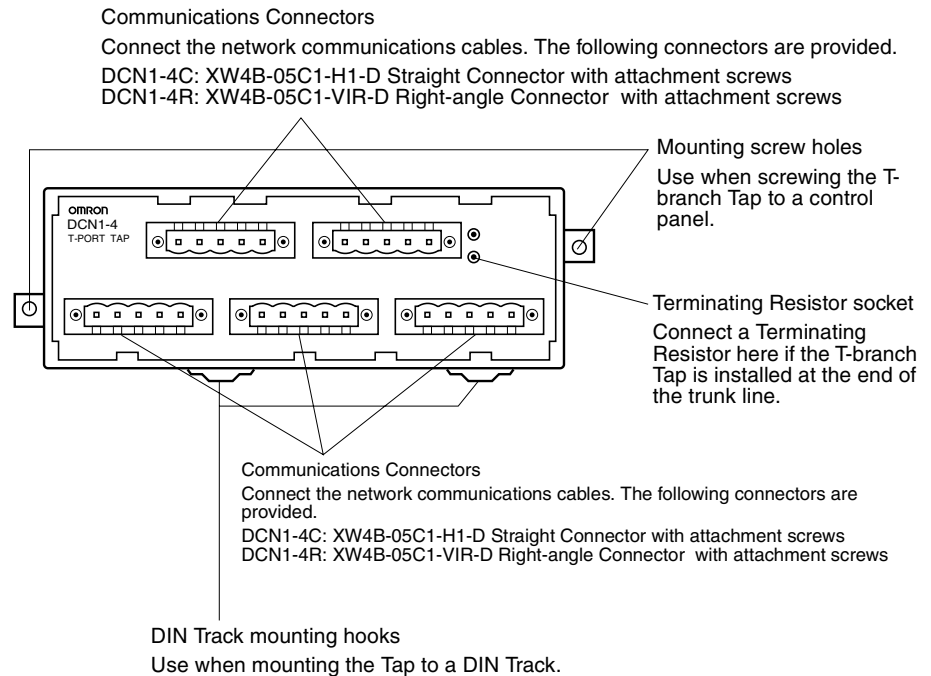 Communications Connectors
Connect the network communications cables. The following connectors are provided.
DCN1-4C: XW4B-05C1-H1-D Straight Connector with attachment screws
DCN1-4R: XW4B-05C1-VIR-D Right-angle Connector with attachment screws
Mounting screw holes
Use when screwing the T-
branch Tap to a control
panel.
OMRON
DCN1-4
T-PORT TAP
Terminating Resistor socket
Connect a Terminating
Resistor here if the T-branch
Tap is installed at the end of
the trunk line.
Communications Connectors
Connect the network communications cables. The following connectors are
provided.
DCN1-4C: XW4B-05C1-H1-D Straight Connector with attachment screws
DCN1-4R: XW4B-05C1-VIR-D Right-angle Connector with attachment screws
DIN Track mounting hooks
Use when mounting the Tap to a DIN Track.